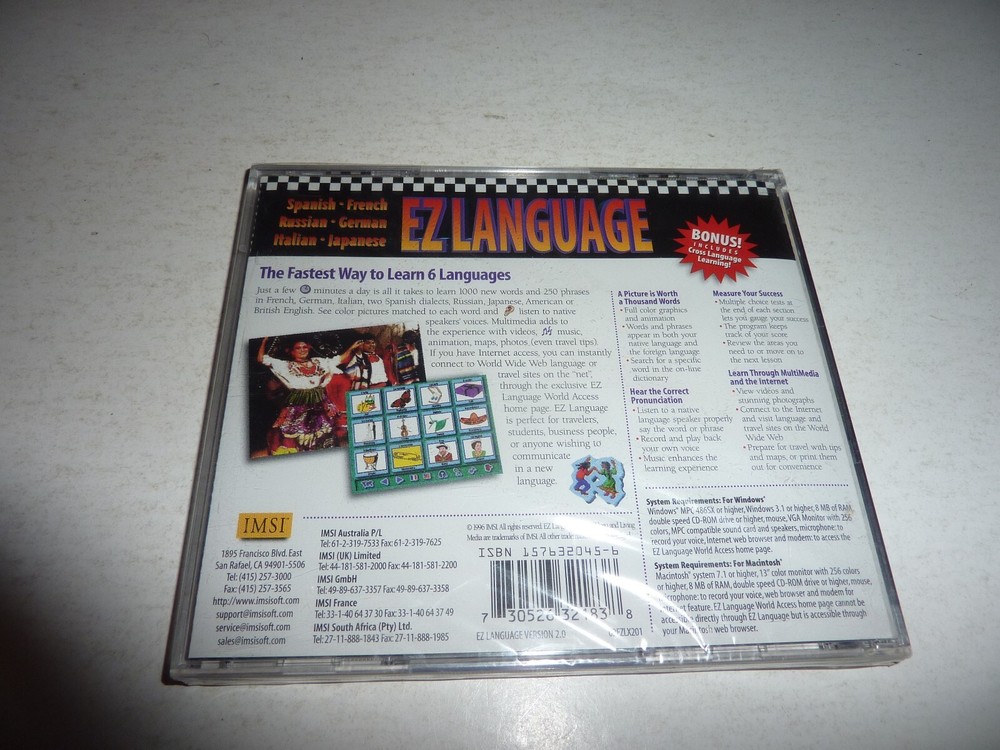 Spanish • French
Russian • German
Italian • Japanese
EZ LANGUAGE
BONUS!
INCLUDES
Cross Language
Learning!
The Fastest Way to Learn 6 Languages
Just a few minutes a day is all it takes to learn 1000 new words and 250 phrases
in French, German, Italian, two Spanish dialects, Russian, Japanese, American or
British English. See color pictures matched to each word and listen to native
speakers' voices. Multimedia adds to
the experience with videos, music,
animation, maps, photos (even travel tips).
If you have Internet access, you can instantly
connect to World Wide Web language or
travel sites on the "net",
through the exclusive EZ
Language World Access
home page. EZ Language
is perfect for travelers,
students, business people,
or anyone wishing to
communicate
in a new
language.
A Picture is Worth
a Thousand Words
• Full color graphics
and animation
• Words and phrases
appear in both your
native language and
the foreign language
• Search for a specific
word in the on-line
dictionary
Hear the Correct
Pronunciation
• Listen to a native
language speaker properly
say the word or phrase
• Record and play back
your own voice
• Music enhances the
learning experience
Measure Your Success
• Multiple choice tests at
the end of each section
lets you gauge your success
• The program keeps
track of your score
• Review the areas you
need to or move on to
the next lesson
Learn Through MultiMedia
and the Internet
• View videos and
stunning photographs
• Connect to the Internet
and visit language and
travel sites on the World
Wide Web
• Prepare for travel with tips
and maps, or print them
out for convenience
IMSI
1895 Francisco Blvd. East
San Rafael, CA 94901-5506
Tel: (415) 257-3000
Fax: (415) 257-3565
http://www.imsisoft.com
support@imsisoft.com
service@imsisoft.com
sales@imsisoft.com
IMSI Australia P/L
Tel: 61-2-319-7533 Fax: 61-2-319-7625
IMSI (UK) Limited
Tel: 44-181-581-2000 Fax: 44-181-581-2200
IMSI GmbH
Tel: 49-89-637-3357 Fax: 49-89-637-3358
IMSI France
Tel: 33-1-40 64 37 30 Fax: 33-1-40 64 37 49
IMSI South Africa (Pty) Ltd.
Tel: 27-11-888-1843 Fax: 27-11-888-1985
© 1996 IMSI. All rights reserved. EZ Language and Living
Media are trademarks of IMSI. All other
ISBN 157632045-6
7 30526 32183 8
EZ LANGUAGE VERSION 2.0
EZLX201
System Requirements: For Windows®
Windows® MPC, 486SX or higher, Windows 3.1 or higher, 8 MB of RAM,
double speed CD-ROM drive or higher, mouse, VGA Monitor with 256
colors, MPC compatible sound card and speakers, microphone: to
record your voice, Internet web browser and modem: to access the
EZ Language World Access home page.
System Requirements: For Macintosh®
Macintosh® system 7.1 or higher, 13" color monitor with 256 colors
or higher, 8 MB of RAM, double speed CD-ROM drive or higher, mouse,
microphone: to record your voice, web browser and modem for
internet feature. EZ Language World Access home page cannot be
directly through EZ Language but is accessible through
your Macintosh web browser.